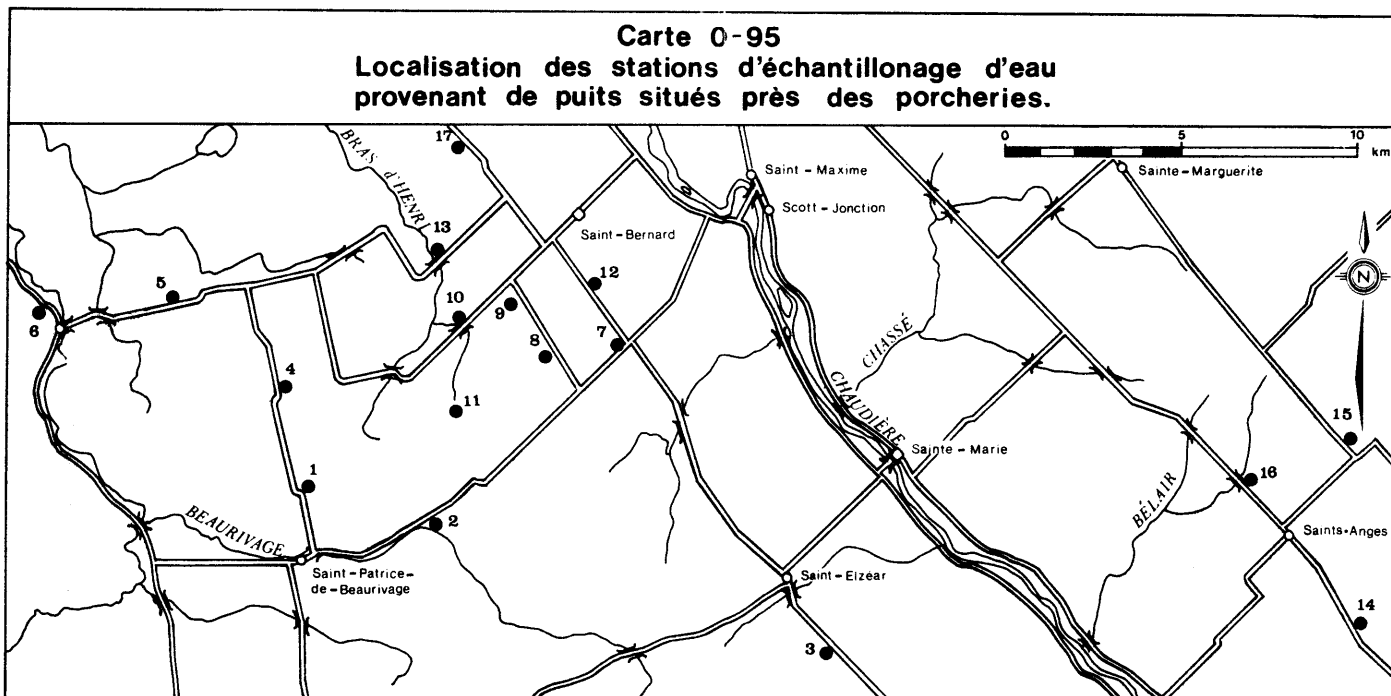 Carte 0-95
Localisation des stations d'échantillonage d'eau
provenant de puits situés près des porcheries.
0 5 10
km
17
BRAS d'HENRI
Saint-Maxime
Sainte-Marguerite
Scott-Jonction
13
Saint-Bernard
12
5
N
6
10
9
8
7
CHASSÉ
4
11
CHAUDIÈRE
15
Sainte-Marie
1
16
BÉLAIR
BEAURIVAGE
2
Saints-Anges
Saint-Patrice-
de-Beaurivage
Saint-Elzéar
14
3